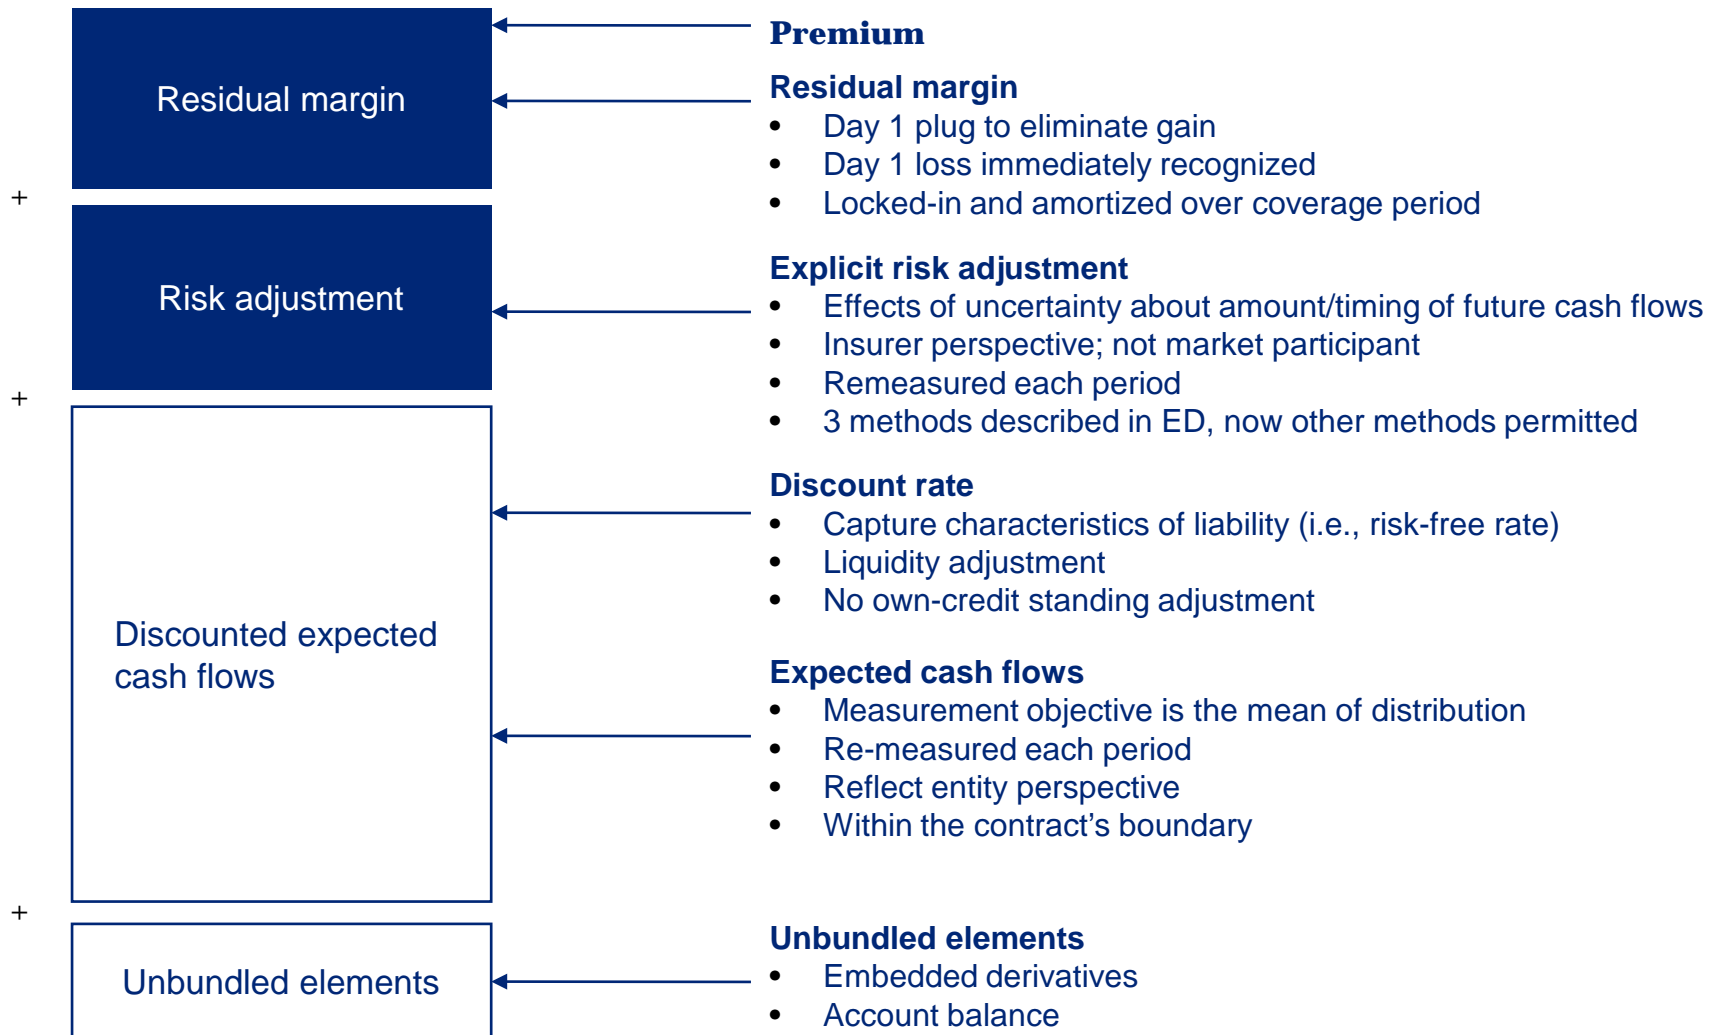 Premium
Residual margin
Residual margin
• Day 1 plug to eliminate gain
• Day 1 loss immediately recognized
• Locked-in and amortized over coverage period
+
Risk adjustment
Explicit risk adjustment
• Effects of uncertainty about amount/timing of future cash flows
• Insurer perspective; not market participant
• Remeasured each period
• 3 methods described in ED, now other methods permitted
+
Discounted expected
cash flows
Discount rate
• Capture characteristics of liability (i.e., risk-free rate)
• Liquidity adjustment
• No own-credit standing adjustment
Expected cash flows
• Measurement objective is the mean of distribution
• Re-measured each period
• Reflect entity perspective
• Within the contract's boundary
+
Unbundled elements
Unbundled elements
• Embedded derivatives
• Account balance